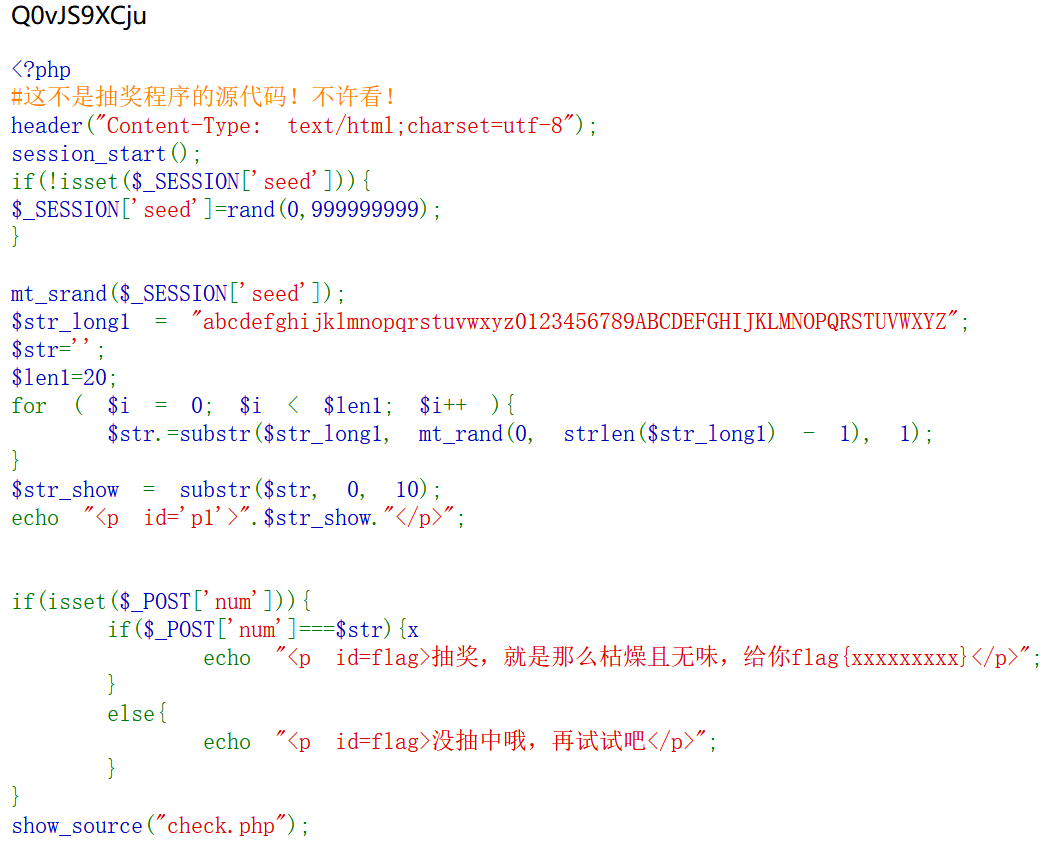 Q0vJS9XCju
<?php
#这不是抽奖程序的源代码！不许看！
header("Content-Type:  text/html;charset=utf-8");
session_start();
if(!isset($_SESSION['seed'])){
$_SESSION['seed']=rand(0,999999999);
}
mt_srand($_SESSION['seed']);
$str_long1  =  "abcdefghijklmnopqrstuvwxyz0123456789ABCDEFGHIJKLMNOPQRSTUVWXYZ";
$str='';
$len1=20;
for  (  $i  =  0;  $i  <  $len1;  $i++  ){
        $str.=substr($str_long1,  mt_rand(0,  strlen($str_long1)  -  1),  1);
}
$str_show  =  substr($str,  0,  10);
echo  "<p  id='p1'>".$str_show."</p>";
if(isset($_POST['num'])){
        if($_POST['num']===$str){x
                echo  "<p  id=flag>抽奖，就是那么枯燥且无味，给你flag{xxxxxxxxx}</p>";
        }
        else{
                echo  "<p  id=flag>没抽中哦，再试试吧</p>";
        }
}
show_source("check.php");